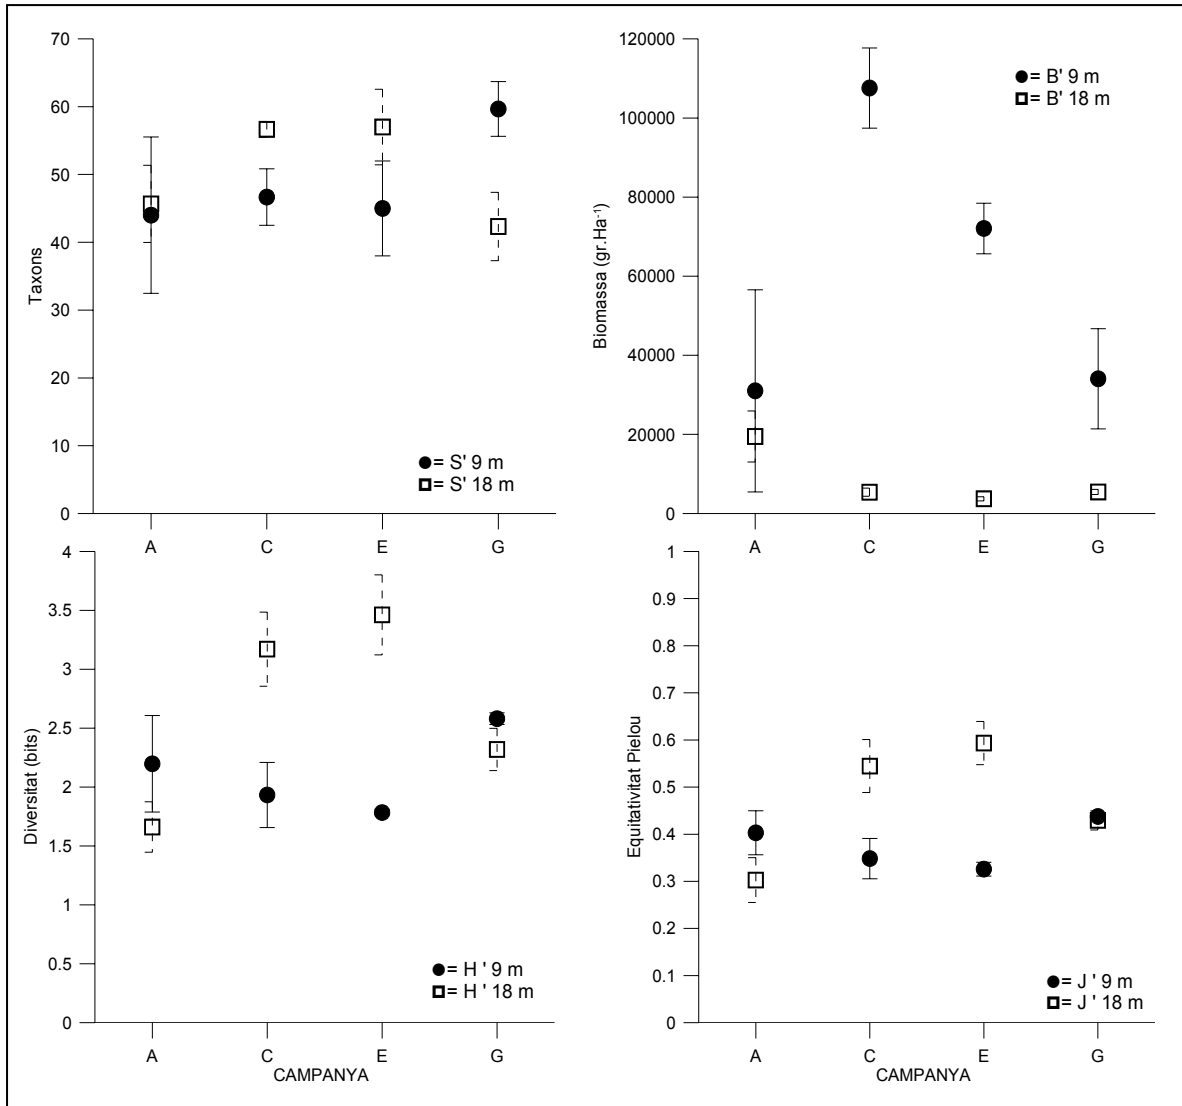 70
60
50
40
30
20
10
0
Taxons
A
C
E
G
● = S' 9 m
□ = S' 18 m
120000
100000
80000
60000
40000
20000
0
Biomassa (gr.Ha⁻¹)
A
C
E
G
● = B' 9 m
□ = B' 18 m
4
3.5
3
2.5
2
1.5
1
0.5
0
Diversitat (bits)
A
C
E
G
CAMPANYA
● = H ' 9 m
□ = H ' 18 m
1
0.9
0.8
0.7
0.6
0.5
0.4
0.3
0.2
0.1
0
Equitativitat Pielou
A
C
E
G
CAMPANYA
● = J ' 9 m
□ = J ' 18 m